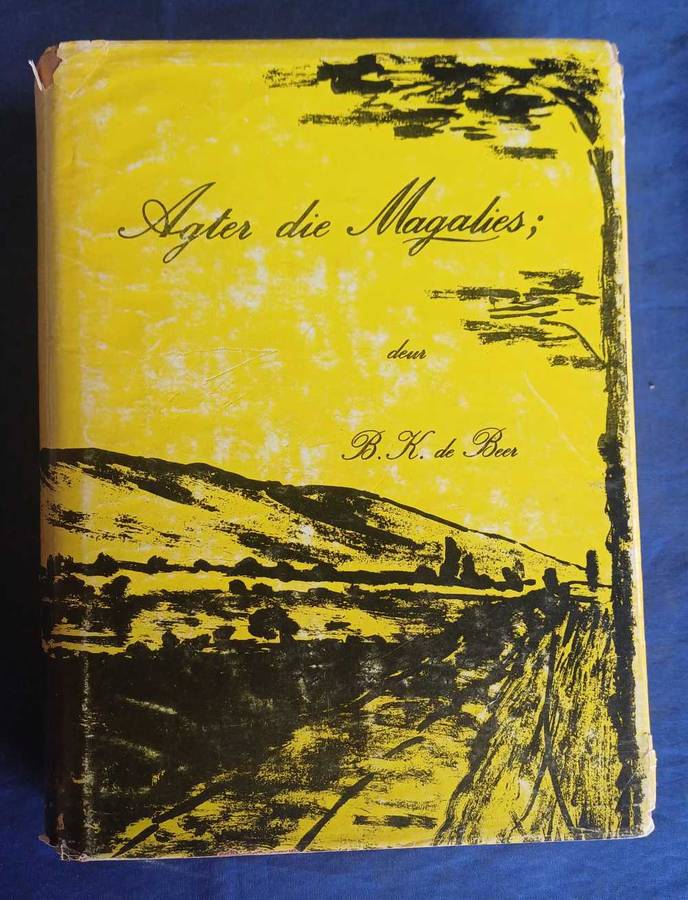 Agter die Magalies;
deur
B. K. de Beer